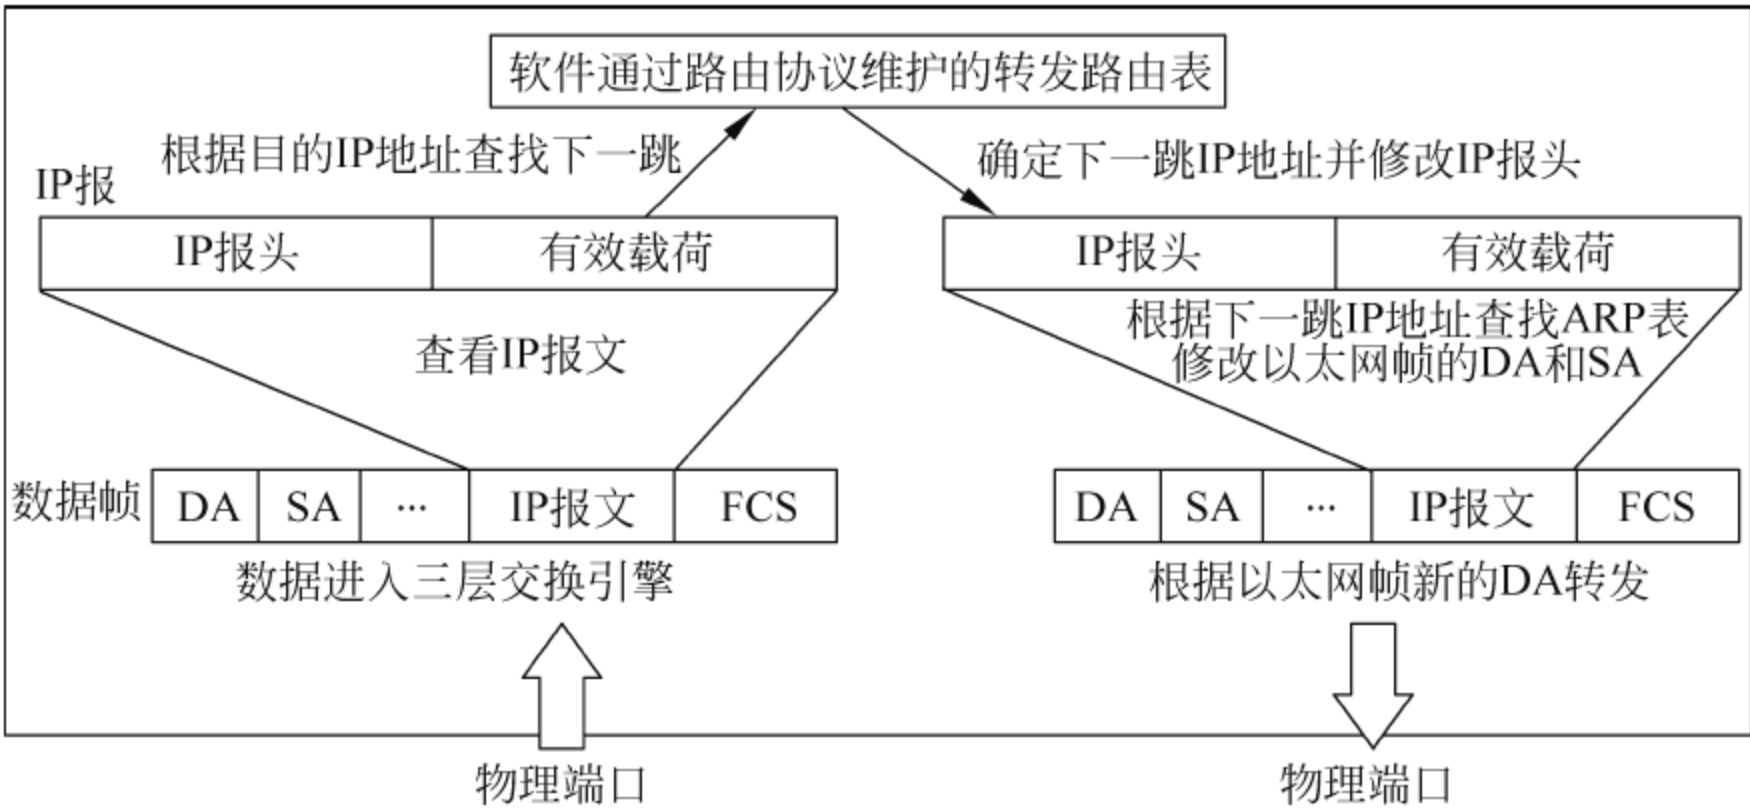 软件通过路由协议维护的转发路由表
根据目的IP地址查找下一跳
确定下一跳IP地址并修改IP报头
IP报
IP报头
有效载荷
IP报头
有效载荷
查看IP报文
根据下一跳IP地址查找ARP表
修改以太网帧的DA和SA
数据帧
DA
SA
...
IP报文
FCS
DA
SA
...
IP报文
FCS
数据进入三层交换引擎
根据以太网帧新的DA转发
物理端口
物理端口